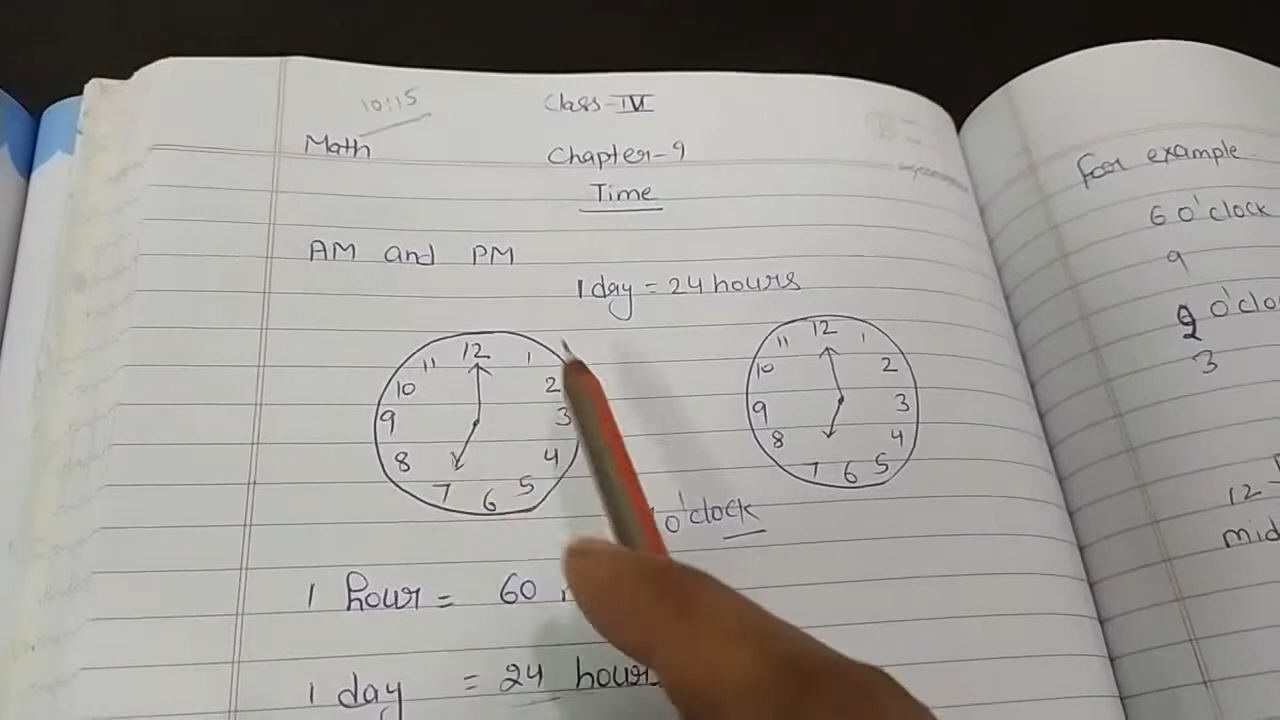 10:15
Class-IV
Math
Chapter-9
Time
AM and PM
1 day = 24 hours
12 1 2 3 4 5 6 7 8 9 10 11
12 1 2 3 4 5 6 7 8 9 10 11
o'clock
1 hour = 60
1 day = 24 hours
For example
6 o'clock
9
9 o'clo
3
12
mid